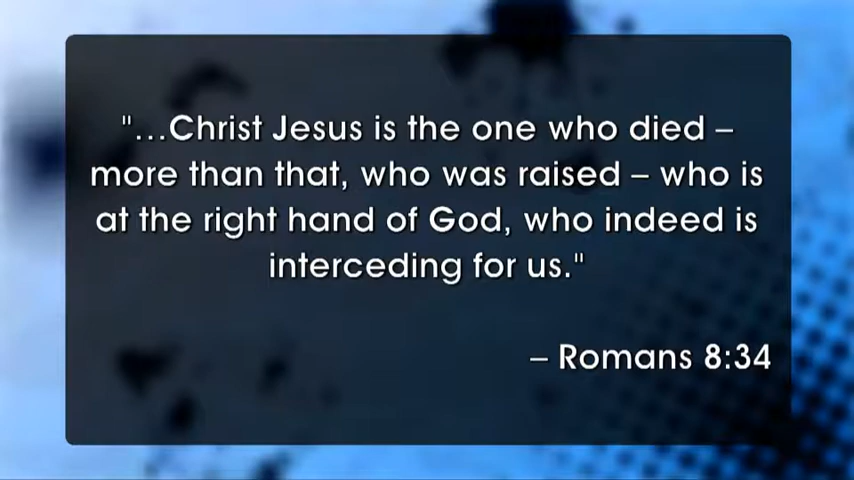 "...Christ Jesus is the one who died –
more than that, who was raised – who is
at the right hand of God, who indeed is
interceding for us."
– Romans 8:34